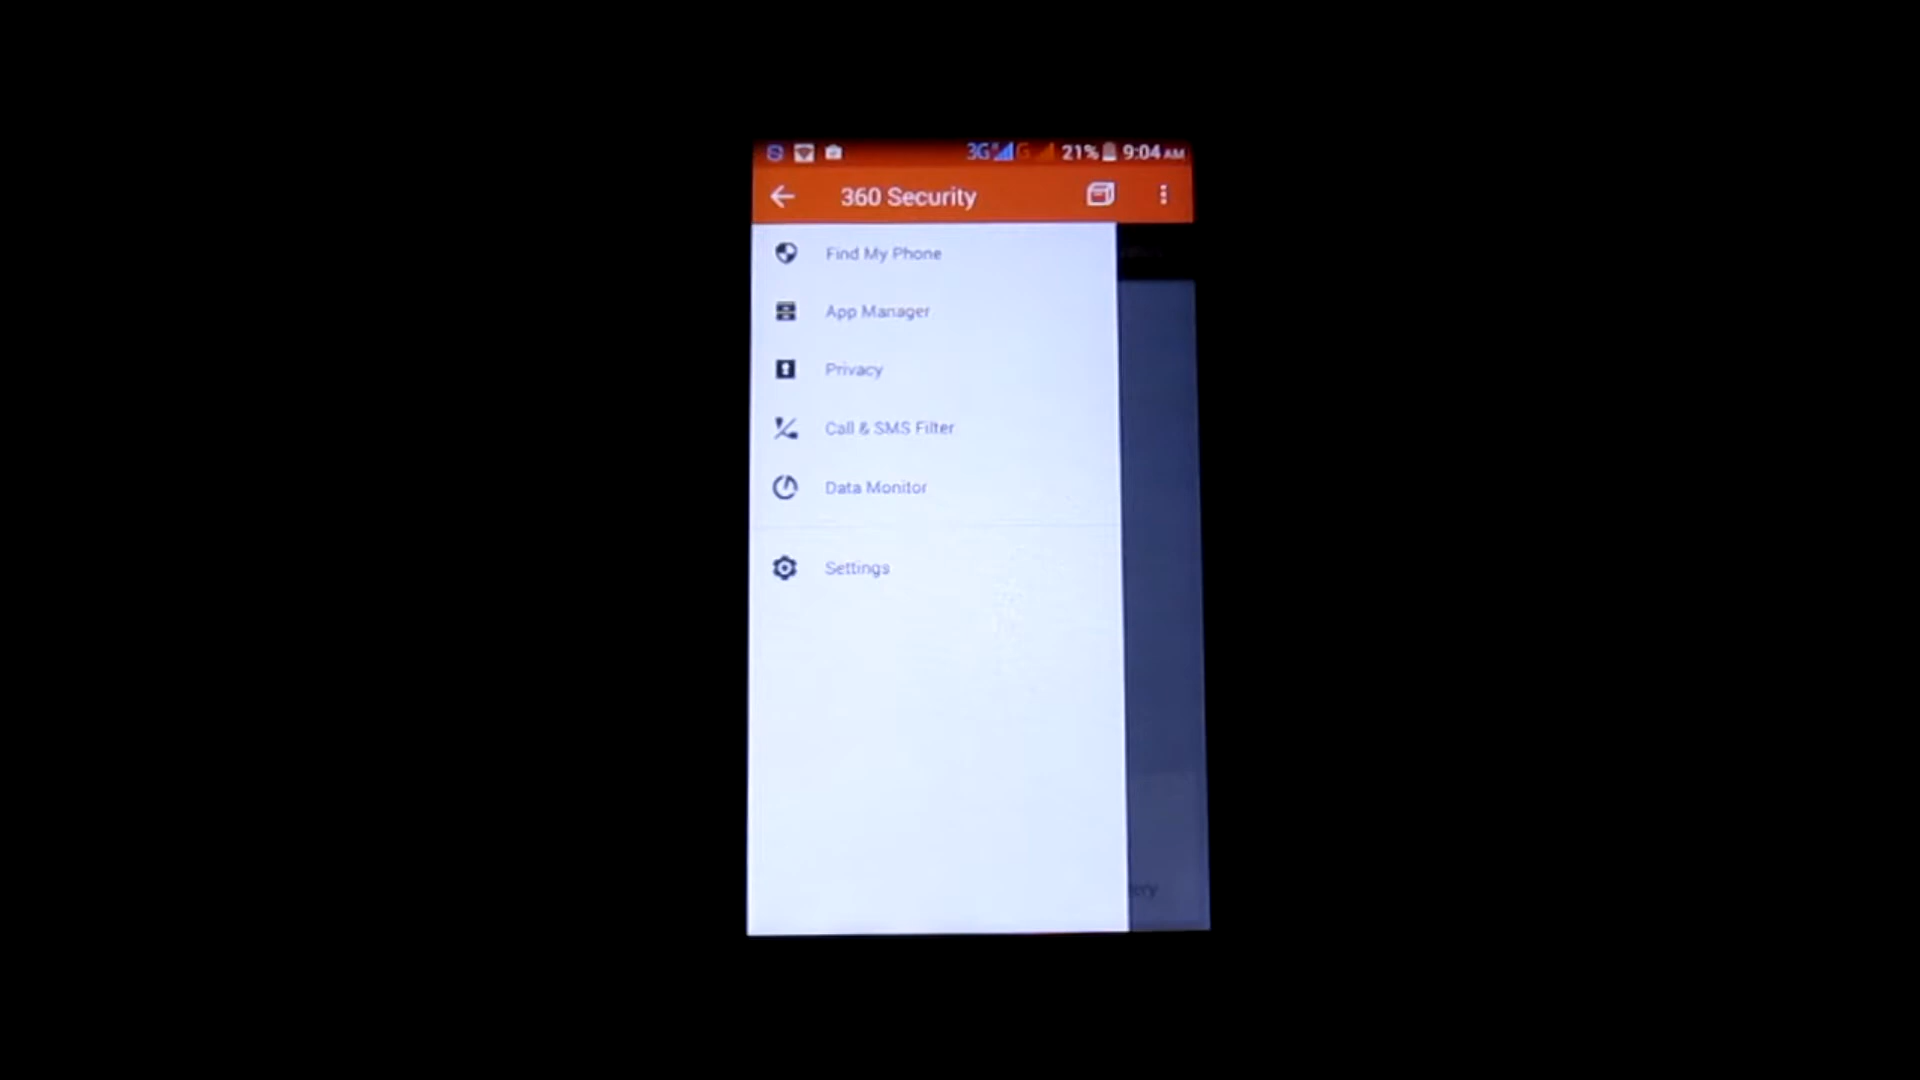 3G G 21% 9:04 AM
360 Security
Find My Phone
App Manager
Privacy
Call & SMS Filter
Data Monitor
Settings